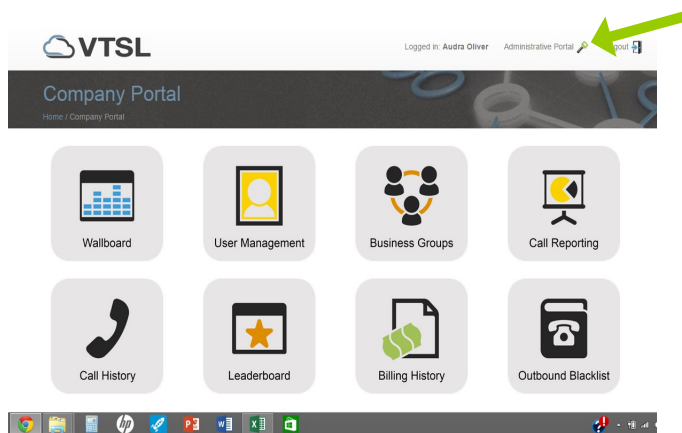 VTSL
Logged in: Audra Oliver Administrative Portal gout
Company Portal
Home / Company Portal
Wallboard User Management Business Groups Call Reporting
Call History Leaderboard Billing History Outbound Blacklist